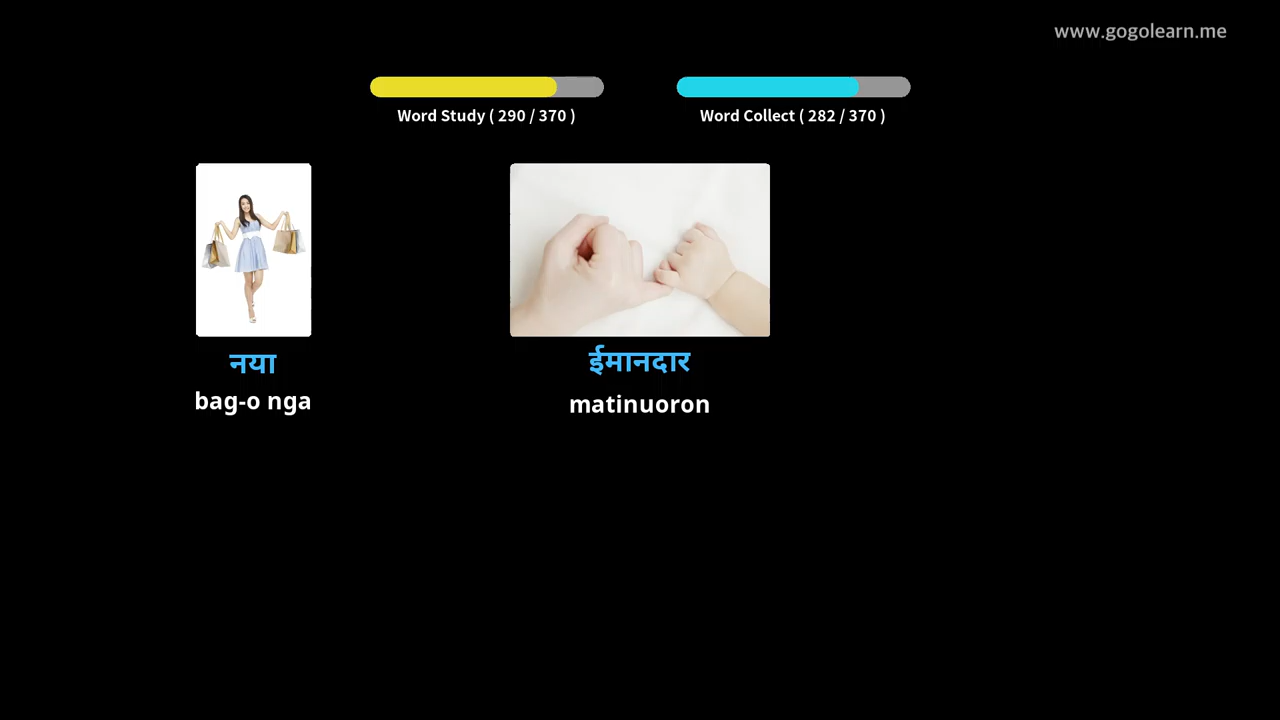 www.gogolearn.me
Word Study ( 290 / 370 )
Word Collect ( 282 / 370 )
नया
bag-o nga
ईमानदार
matinuoron